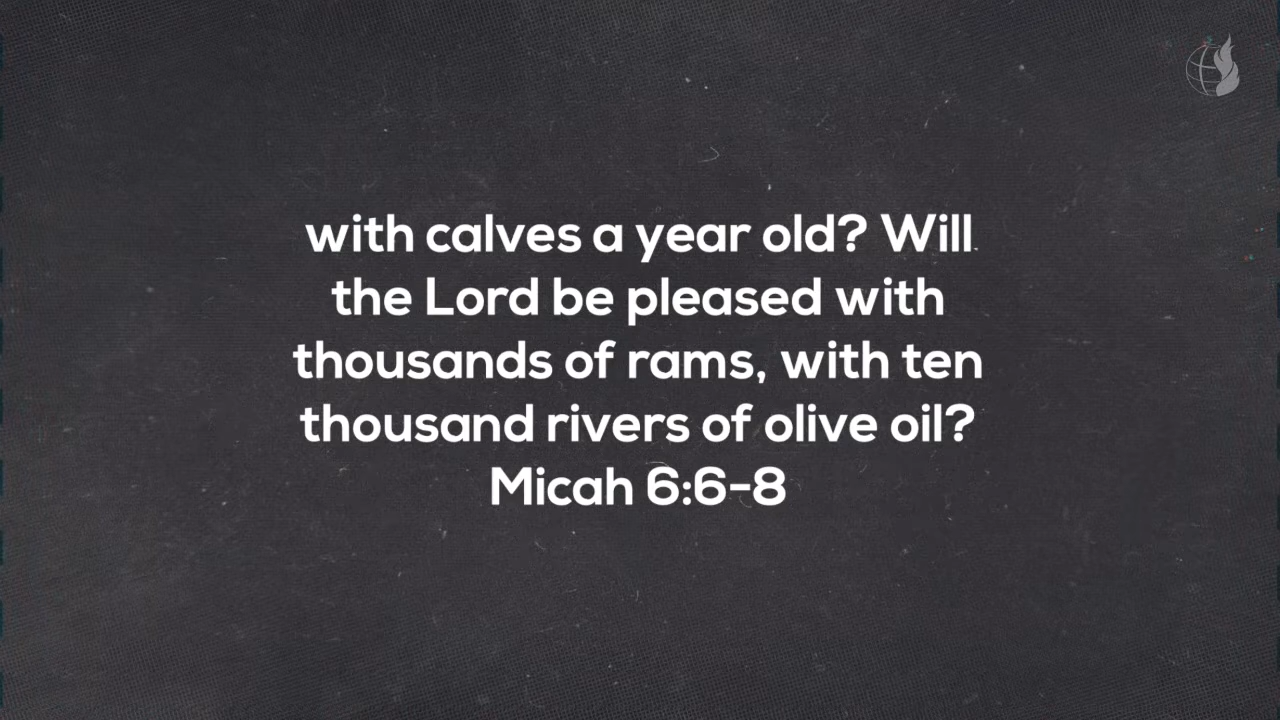 with calves a year old? Will
the Lord be pleased with
thousands of rams, with ten
thousand rivers of olive oil?
Micah 6:6-8